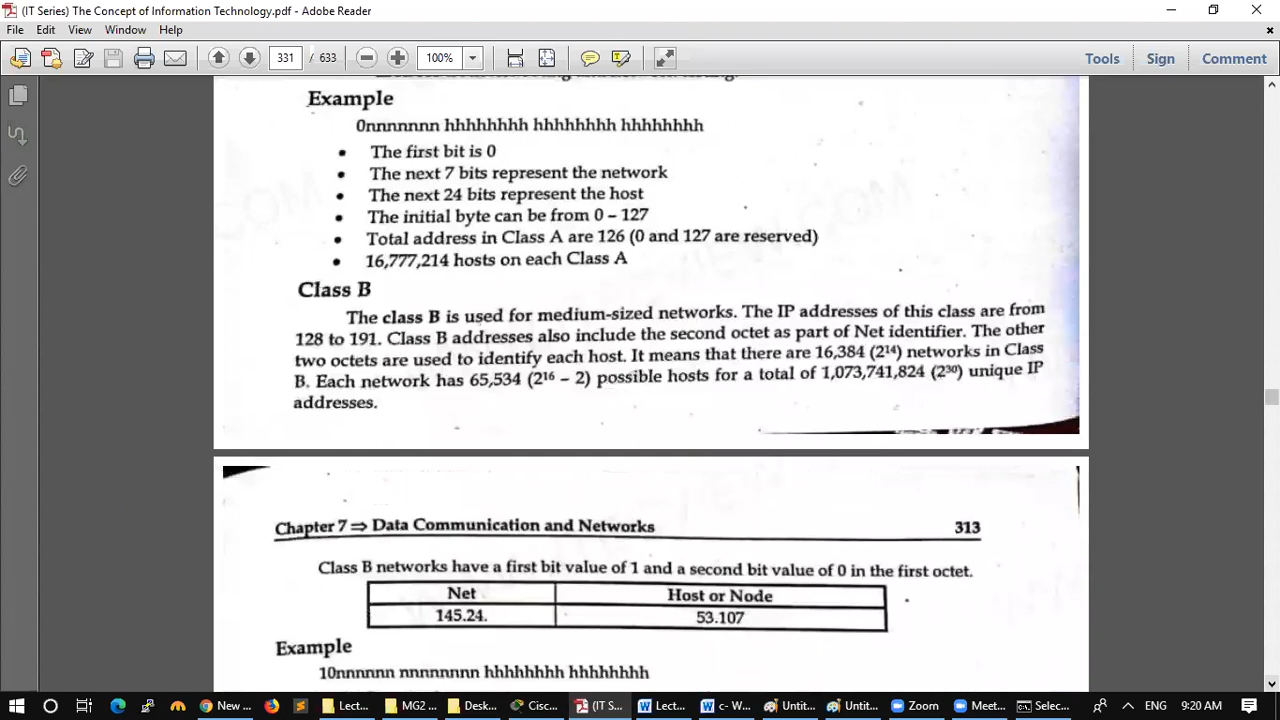 (IT Series) The Concept of Information Technology.pdf - Adobe Reader
File Edit View Window Help
331 / 633 100% Tools Sign Comment
Example
0nnnnnnn hhhhhhhh hhhhhhhh hhhhhhhh
• The first bit is 0
• The next 7 bits represent the network
• The next 24 bits represent the host
• The initial byte can be from 0 – 127
• Total address in Class A are 126 (0 and 127 are reserved)
• 16,777,214 hosts on each Class A
Class B
The class B is used for medium-sized networks. The IP addresses of this class are from
128 to 191. Class B addresses also include the second octet as part of Net identifier. The other
two octets are used to identify each host. It means that there are 16,384 (2¹⁴) networks in Class
B. Each network has 65,534 (2¹⁶ – 2) possible hosts for a total of 1,073,741,824 (2³⁰) unique IP
addresses.
Chapter 7 ⇒ Data Communication and Networks 313
Class B networks have a first bit value of 1 and a second bit value of 0 in the first octet.
Net Host or Node
145.24. 53.107
Example
10nnnnnn nnnnnnnn hhhhhhhh hhhhhhhh
New ... Lect... MG2 ... Desk... Cisc... (IT S... Lect... c- W... Untit... Untit... Zoom Meet... Selec... ENG 9:20 AM